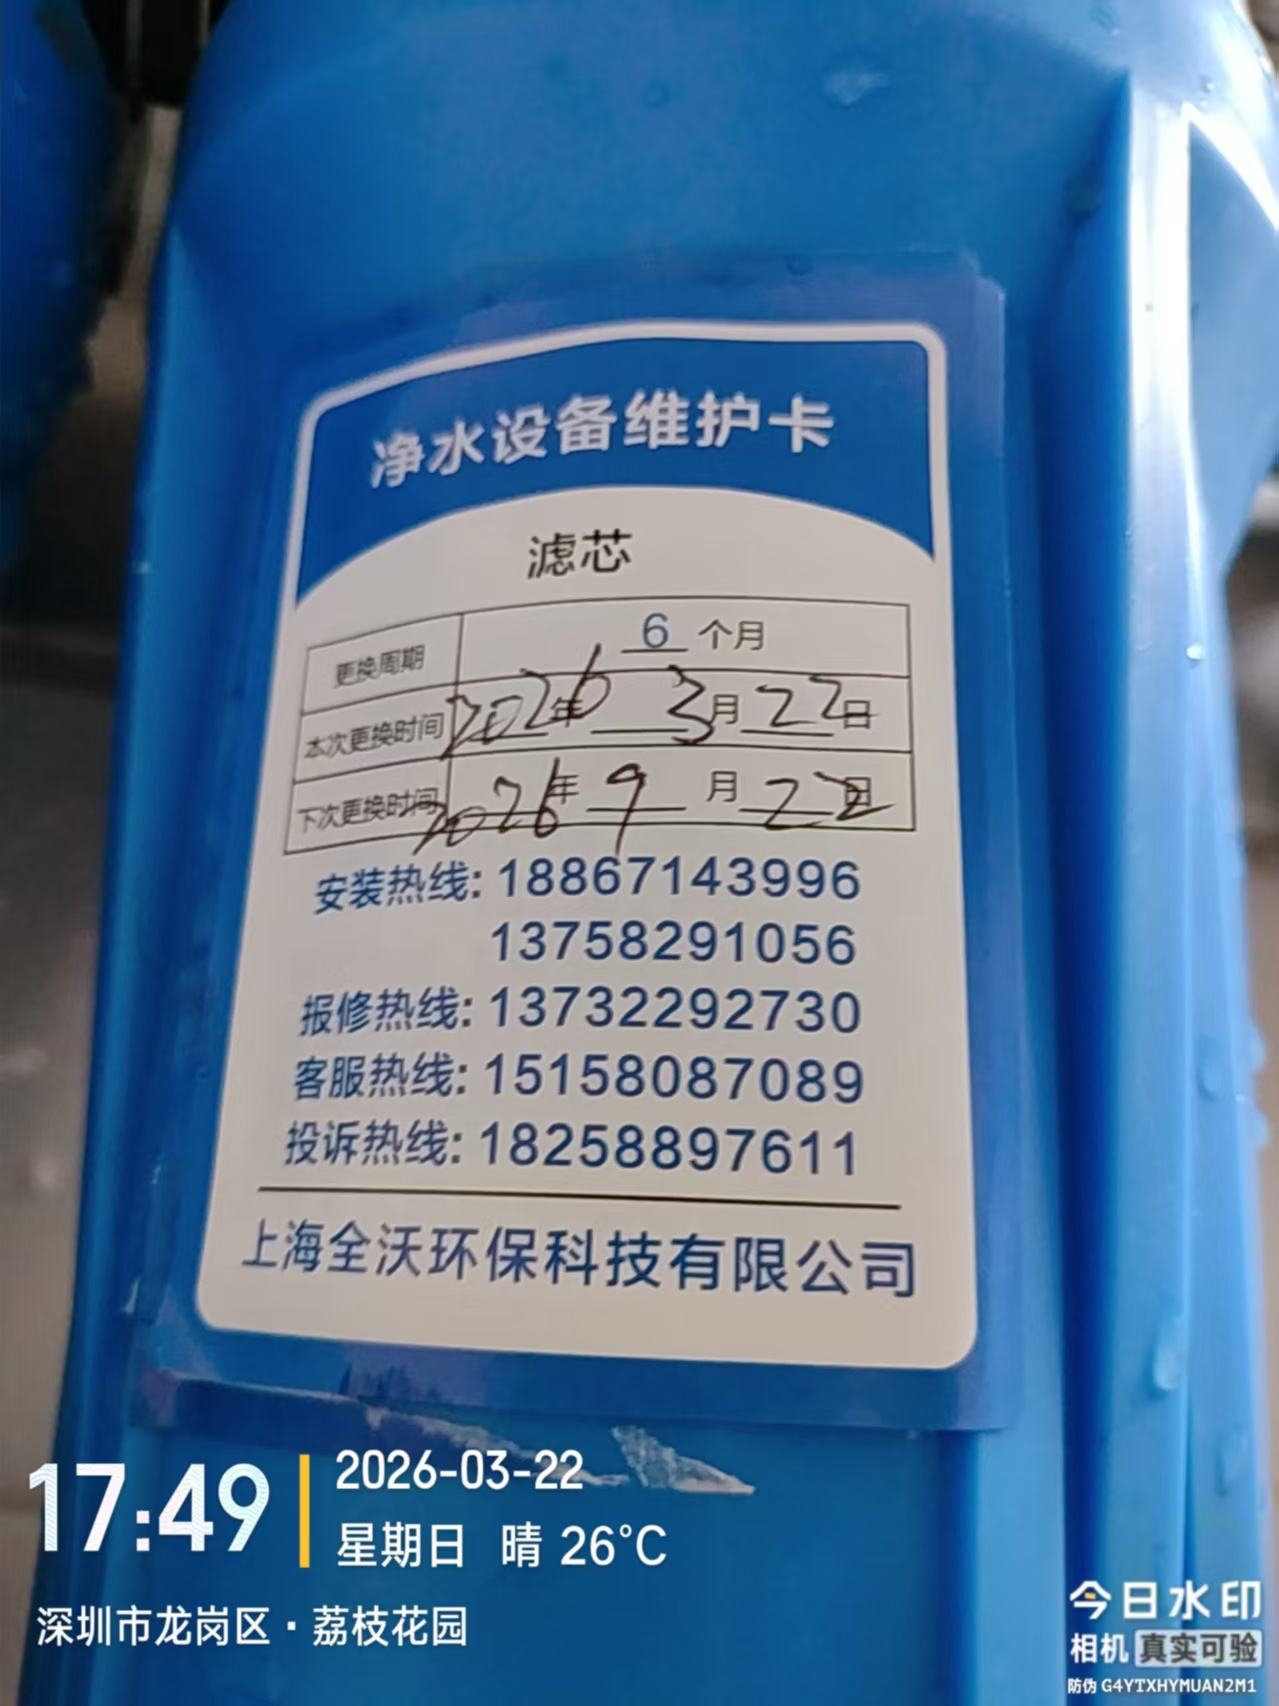 净水设备维护卡
滤芯
更换周期 6 个月
本次更换时间 2026年 3月22日
下次更换时间 2026年 9月22日
安装热线: 18867143996
13758291056
报修热线: 13732292730
客服热线: 15158087089
投诉热线: 18258897611
上海全沃环保科技有限公司
17:49
2026-03-22
星期日 晴 26°C
深圳市龙岗区·荔枝花园
今日水印
相机 真实可验
防伪 G4YTXHYMUAN2M1